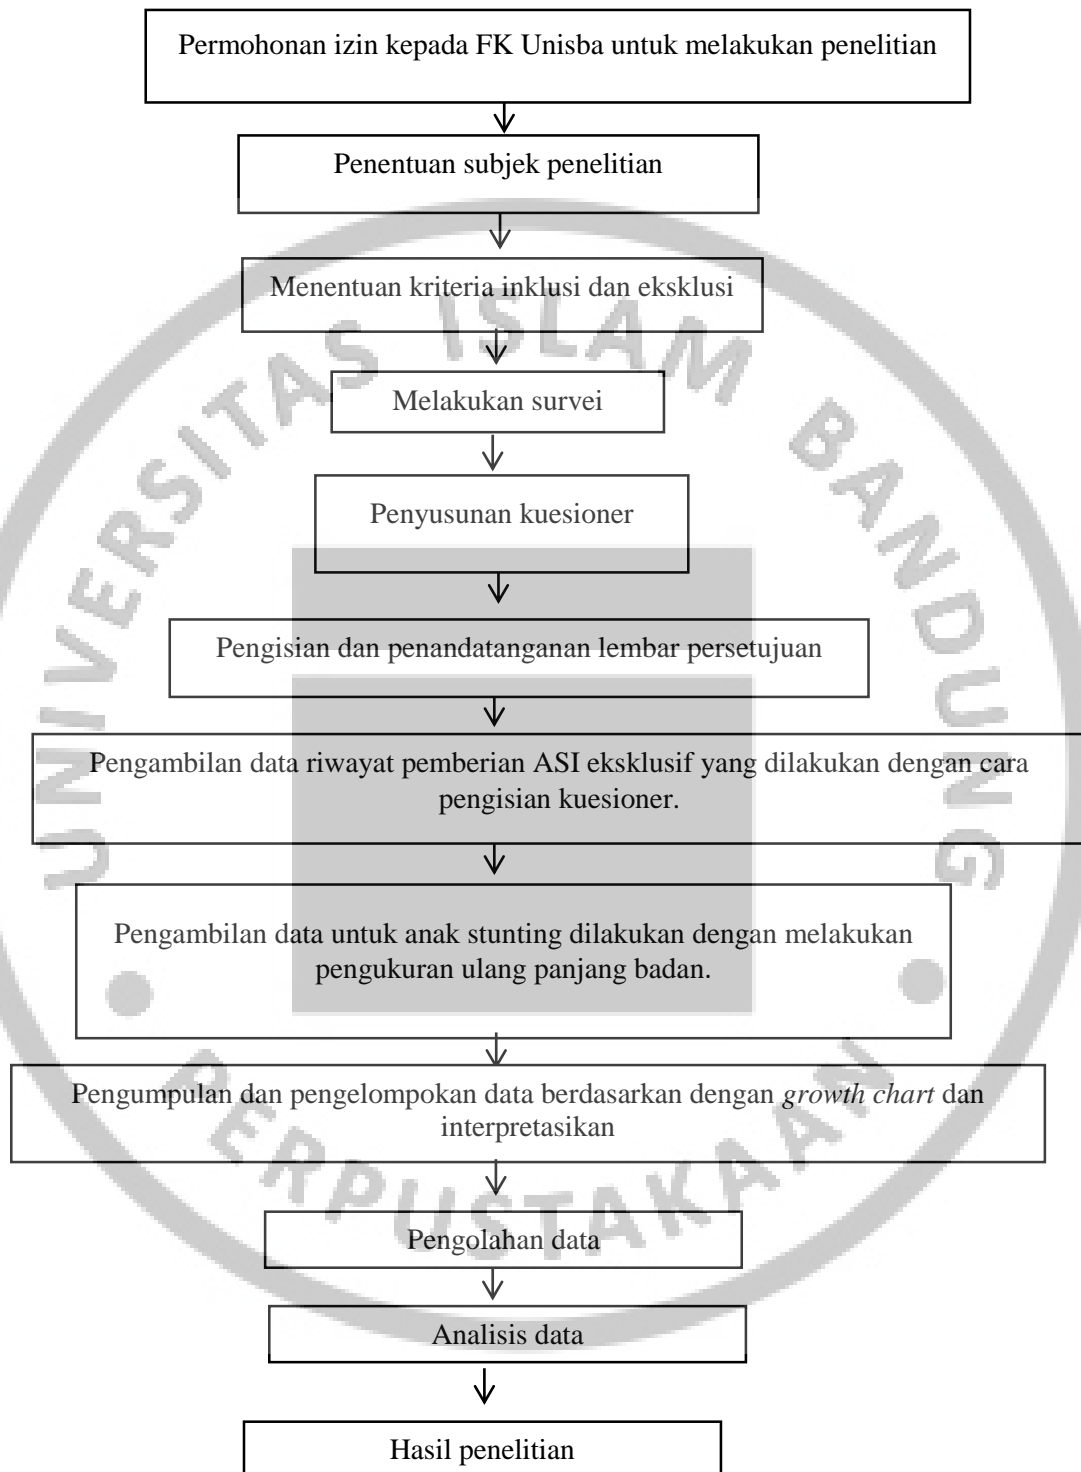 Permohonan izin kepada FK Unisba untuk melakukan penelitian
Penentuan subjek penelitian
Menentuan kriteria inklusi dan eksklusi
Melakukan survei
Penyusunan kuesioner
Pengisian dan penandatanganan lembar persetujuan
Pengambilan data riwayat pemberian ASI eksklusif yang dilakukan dengan cara
pengisian kuesioner.
Pengambilan data untuk anak stunting dilakukan dengan melakukan
pengukuran ulang panjang badan.
Pengumpulan dan pengelompokan data berdasarkan dengan growth chart dan
interpretasikan
Pengolahan data
Analisis data
Hasil penelitian
UNIVERSITAS ISLAM BANDUNG
PERPUSTAKAAN